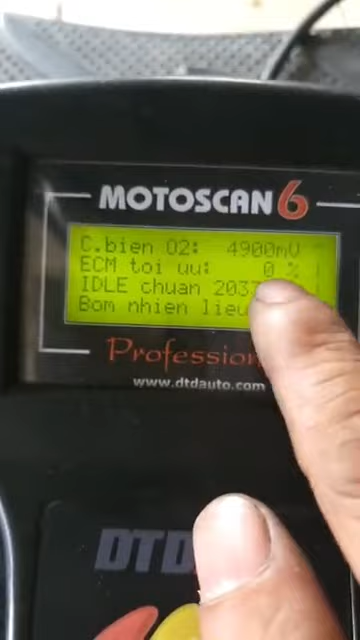 MOTOSCAN 6
C.bien O2: 4900mV
ECM toi uu: 0 %
IDLE chuan 203
Bom nhien lieu
Profession
www.dtdauto.com
DTD